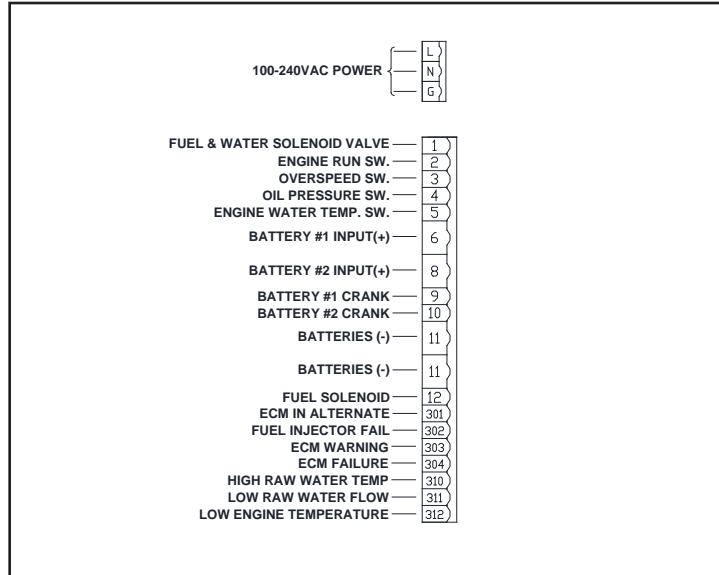 100-240VAC POWER L
N
G
FUEL & WATER SOLENOID VALVE 1
ENGINE RUN SW. 2
OVERSPEED SW. 3
OIL PRESSURE SW. 4
ENGINE WATER TEMP. SW. 5
BATTERY #1 INPUT(+) 6
BATTERY #2 INPUT(+) 8
BATTERY #1 CRANK 9
BATTERY #2 CRANK 10
BATTERIES (-) 11
BATTERIES (-) 11
FUEL SOLENOID 12
ECM IN ALTERNATE 301
FUEL INJECTOR FAIL 302
ECM WARNING 303
ECM FAILURE 304
HIGH RAW WATER TEMP 310
LOW RAW WATER FLOW 311
LOW ENGINE TEMPERATURE 312